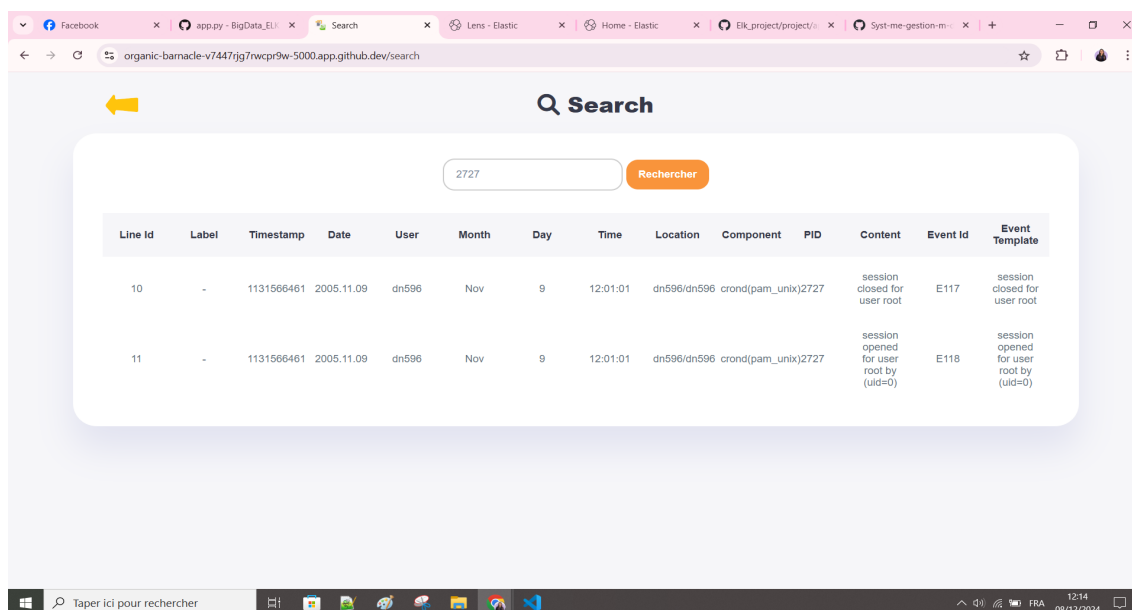 Facebook
app.py - BigData_ELK
Search
Lens - Elastic
Home - Elastic
Elk_project/project/a
Syst-me-gestion-m-
organic-barnacle-v7447rjg7rwcpr9w-5000.app.github.dev/search
Search
2727
Rechercher
Line Id Label Timestamp Date User Month Day Time Location Component PID Content Event Id Event Template
10 - 1131566461 2005.11.09 dn596 Nov 9 12:01:01 dn596/dn596 crond(pam_unix) 2727 session closed for user root E117 session closed for user root
11 - 1131566461 2005.11.09 dn596 Nov 9 12:01:01 dn596/dn596 crond(pam_unix) 2727 session opened for user root by (uid=0) E118 session opened for user root by (uid=0)
Taper ici pour rechercher
FRA
12:14
08/12/2024